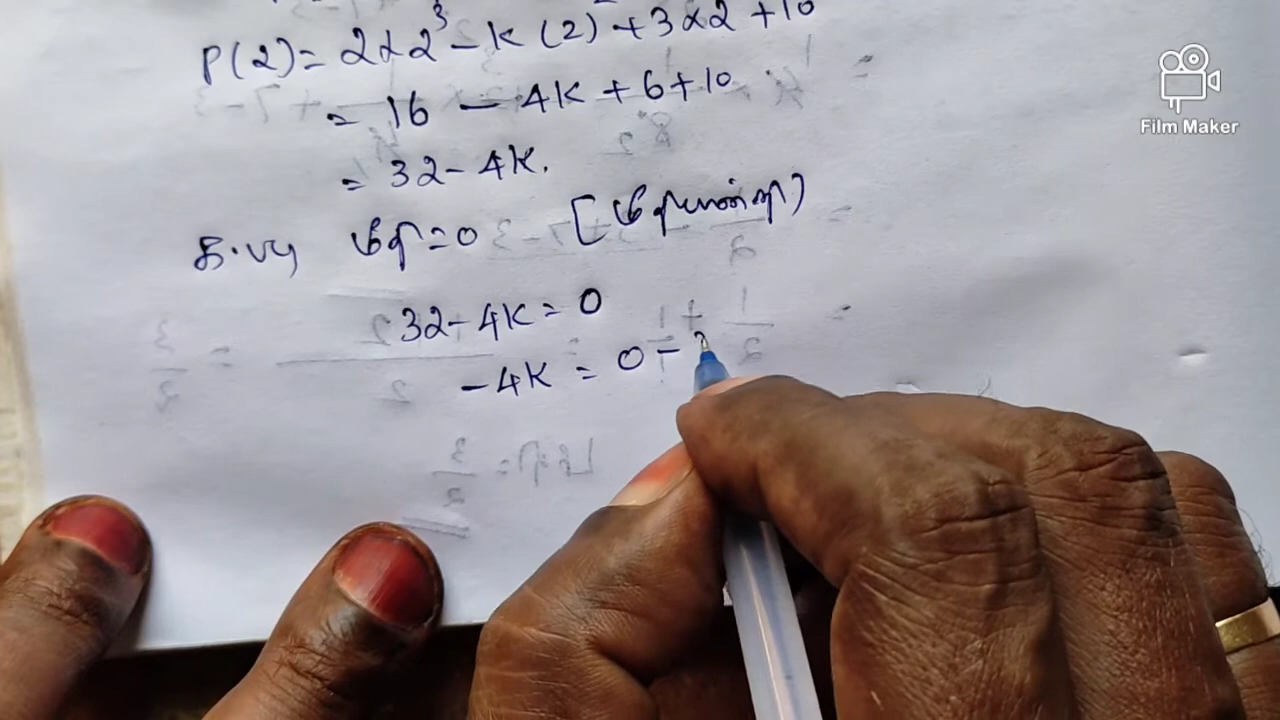 P(2) = 2×2³ - K(2)² + 3×2 + 10
= 16 - 4K + 6 + 10
= 32 - 4K.
மீதி = 0
32 - 4K = 0
- 4K = 0 -
Film Maker